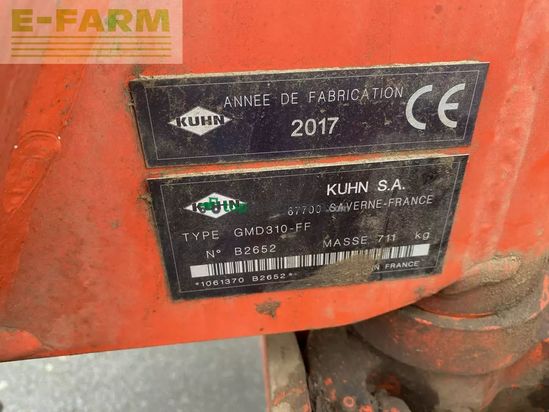 E-FARM
ANNEE DE FABRICATION
KUHN
2017
CE
KUHN
KUHN S.A.
67700 SAVERNE-FRANCE
TYPE GMD310-FF
N° B2652 MASSE 711 kg
IN FRANCE
*1061370 B2652*